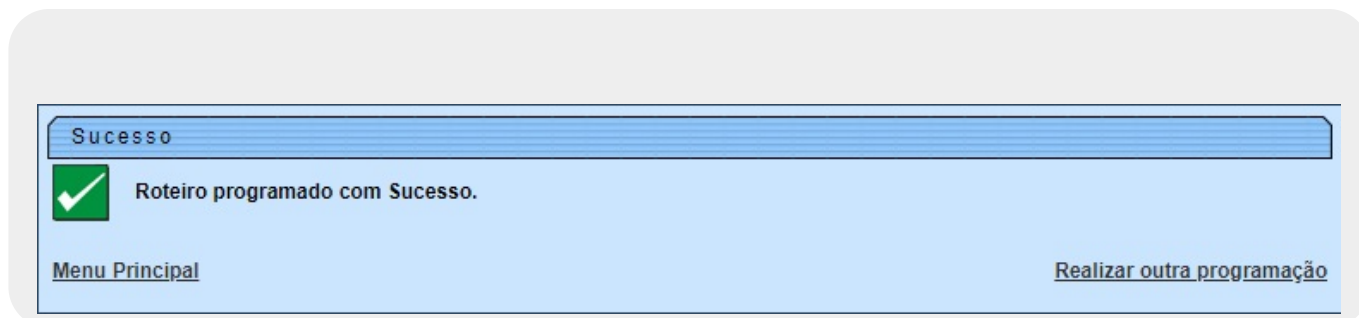 Sucesso
Roteiro programado com Sucesso.
Menu Principal
Realizar outra programação